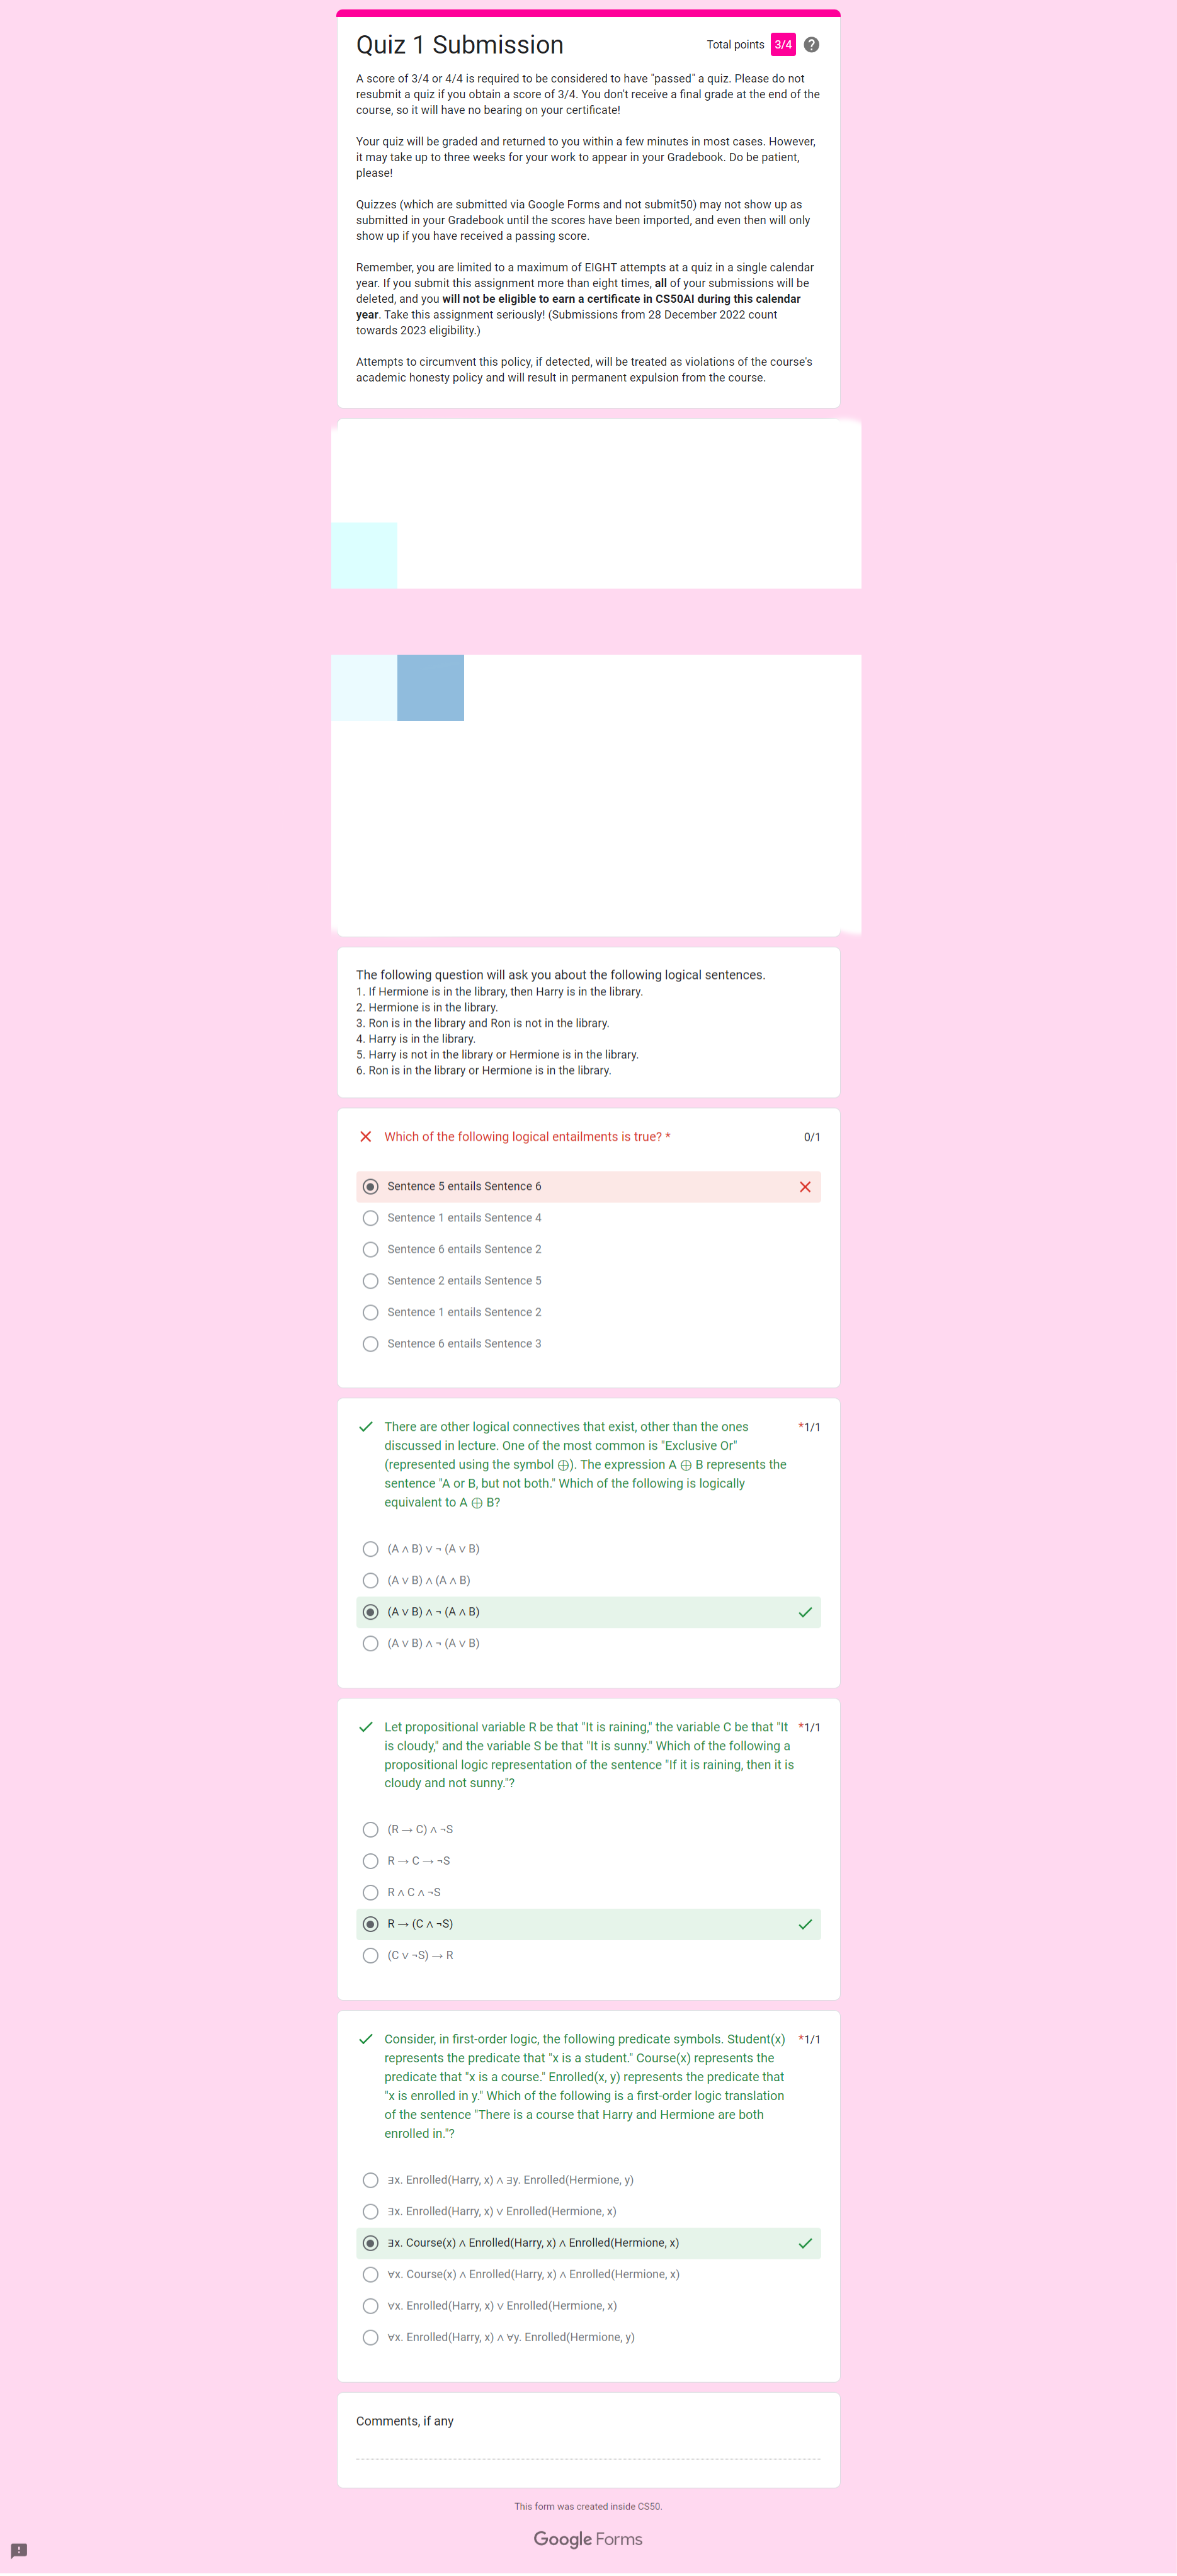 Quiz 1 Submission
Total points 3/4
A score of 3/4 or 4/4 is required to be considered to have "passed" a quiz. Please do not
resubmit a quiz if you obtain a score of 3/4. You don't receive a final grade at the end of the
course, so it will have no bearing on your certificate!
Your quiz will be graded and returned to you within a few minutes in most cases. However,
it may take up to three weeks for your work to appear in your Gradebook. Do be patient,
please!
Quizzes (which are submitted via Google Forms and not submit50) may not show up as
submitted in your Gradebook until the scores have been imported, and even then will only
show up if you have received a passing score.
Remember, you are limited to a maximum of EIGHT attempts at a quiz in a single calendar
year. If you submit this assignment more than eight times, all of your submissions will be
deleted, and you will not be eligible to earn a certificate in CS50AI during this calendar
year. Take this assignment seriously! (Submissions from 28 December 2022 count
towards 2023 eligibility.)
Attempts to circumvent this policy, if detected, will be treated as violations of the course's
academic honesty policy and will result in permanent expulsion from the course.
The following question will ask you about the following logical sentences.
1. If Hermione is in the library, then Harry is in the library.
2. Hermione is in the library.
3. Ron is in the library and Ron is not in the library.
4. Harry is in the library.
5. Harry is not in the library or Hermione is in the library.
6. Ron is in the library or Hermione is in the library.
Which of the following logical entailments is true? * 0/1
Sentence 5 entails Sentence 6
Sentence 1 entails Sentence 4
Sentence 6 entails Sentence 2
Sentence 2 entails Sentence 5
Sentence 1 entails Sentence 2
Sentence 6 entails Sentence 3
There are other logical connectives that exist, other than the ones *1/1
discussed in lecture. One of the most common is "Exclusive Or"
(represented using the symbol ⨁). The expression A ⨁ B represents the
sentence "A or B, but not both." Which of the following is logically
equivalent to A ⨁ B?
(A ∧ B) ∨ ¬ (A ∨ B)
(A ∨ B) ∧ (A ∧ B)
(A ∨ B) ∧ ¬ (A ∧ B)
(A ∨ B) ∧ ¬ (A ∨ B)
Let propositional variable R be that "It is raining," the variable C be that "It *1/1
is cloudy," and the variable S be that "It is sunny." Which of the following a
propositional logic representation of the sentence "If it is raining, then it is
cloudy and not sunny."?
(R → C) ∧ ¬S
R → C → ¬S
R ∧ C ∧ ¬S
R → (C ∧ ¬S)
(C ∨ ¬S) → R
Consider, in first-order logic, the following predicate symbols. Student(x) *1/1
represents the predicate that "x is a student." Course(x) represents the
predicate that "x is a course." Enrolled(x, y) represents the predicate that
"x is enrolled in y." Which of the following is a first-order logic translation
of the sentence "There is a course that Harry and Hermione are both
enrolled in."?
∃x. Enrolled(Harry, x) ∧ ∃y. Enrolled(Hermione, y)
∃x. Enrolled(Harry, x) ∨ Enrolled(Hermione, x)
∃x. Course(x) ∧ Enrolled(Harry, x) ∧ Enrolled(Hermione, x)
∀x. Course(x) ∧ Enrolled(Harry, x) ∧ Enrolled(Hermione, x)
∀x. Enrolled(Harry, x) ∨ Enrolled(Hermione, x)
∀x. Enrolled(Harry, x) ∧ ∀y. Enrolled(Hermione, y)
Comments, if any
This form was created inside CS50.
Google Forms